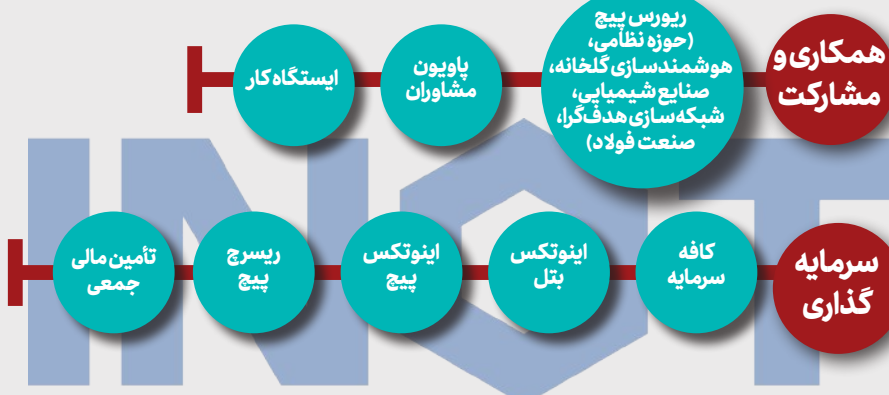 همکاری و
مشارکت
ریورس پیچ
(حوزه نظامی،
هوشمندسازی گلخانه،
صنایع شیمیایی،
شبکه‌سازی هدف‌گرا،
صنعت فولاد)
پاویون
مشاوران
ایستگاه کار
سرمایه
گذاری
کافه
سرمایه
اینوتکس
بتل
اینوتکس
پیچ
ریسرچ
پیچ
تأمین مالی
جمعی
INOT